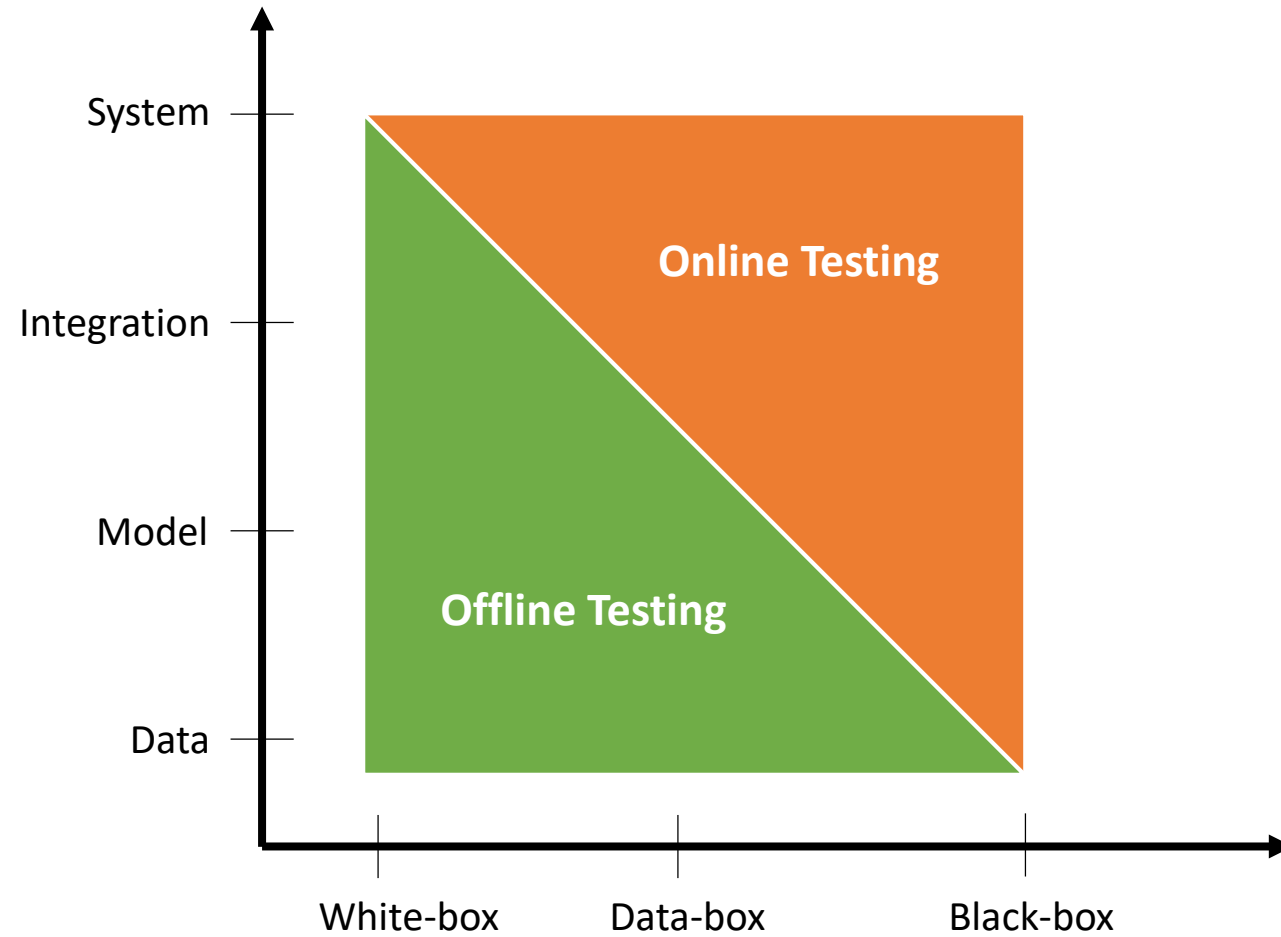 System
Online Testing
Integration
Model
Offline Testing
Data
White-box
Data-box
Black-box